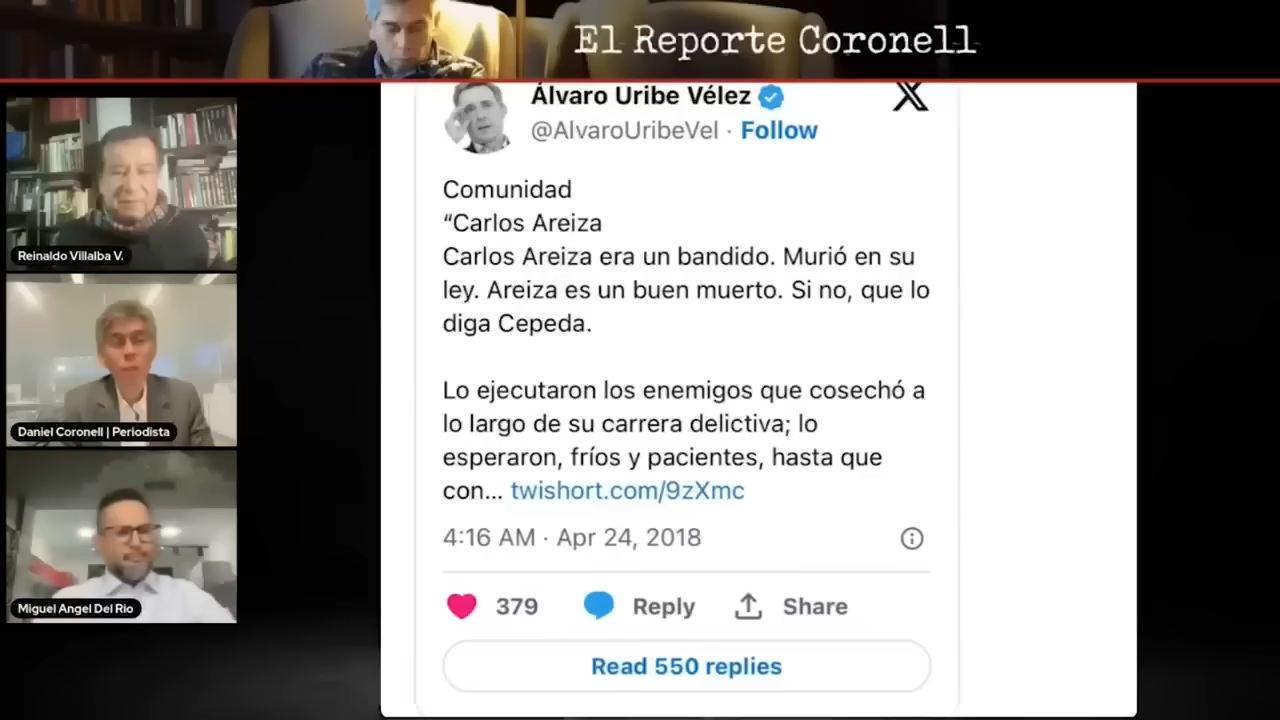 El Reporte Coronell
Reinaldo Villalba V.
Daniel Coronell | Periodista
Miguel Angel Del Rio
Álvaro Uribe Vélez
X
@AlvaroUribeVel · Follow
Comunidad
“Carlos Areiza
Carlos Areiza era un bandido. Murió en su
ley. Areiza es un buen muerto. Si no, que lo
diga Cepeda.
Lo ejecutaron los enemigos que cosechó a
lo largo de su carrera delictiva; lo
esperaron, fríos y pacientes, hasta que
con... twishort.com/9zXmc
4:16 AM · Apr 24, 2018
379 Reply Share
Read 550 replies